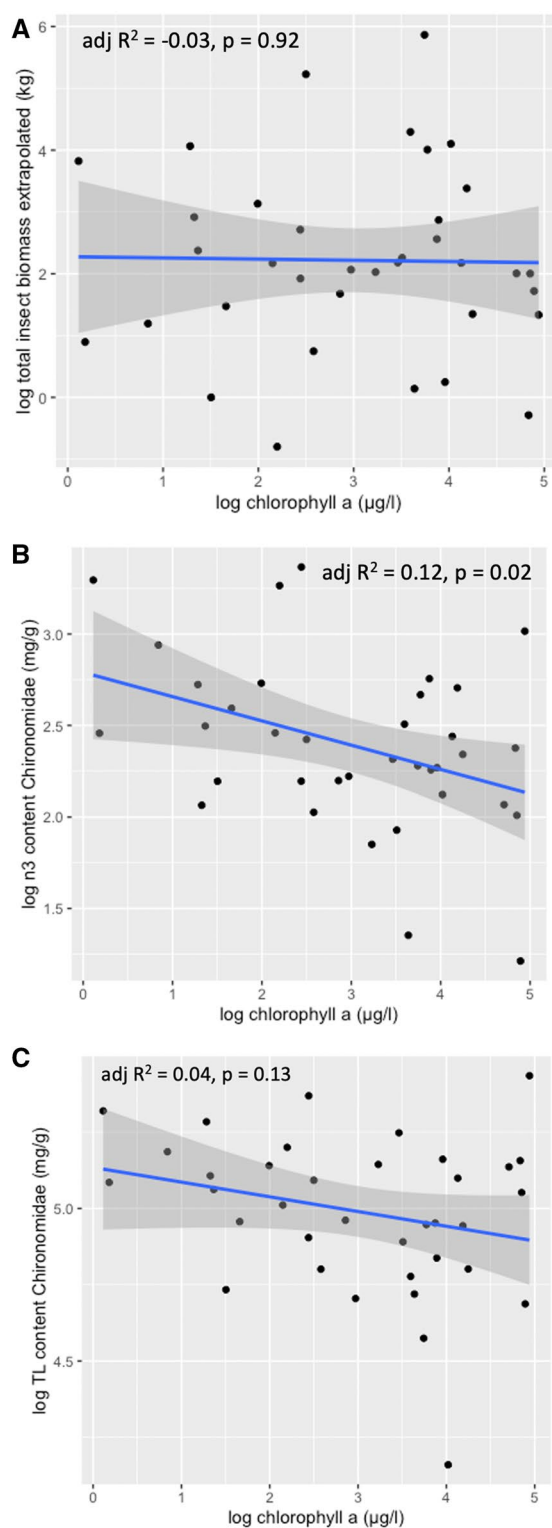 A
adj R² = -0.03, p = 0.92
log total insect biomass extrapolated (kg)
6
4
2
0
0 1 2 3 4 5
log chlorophyll a (µg/l)
B
adj R² = 0.12, p = 0.02
log n3 content Chironomidae (mg/g)
3.0
2.5
2.0
1.5
0 1 2 3 4 5
log chlorophyll a (µg/l)
C
adj R² = 0.04, p = 0.13
log TL content Chironomidae (mg/g)
5.0
4.5
0 1 2 3 4 5
log chlorophyll a (µg/l)